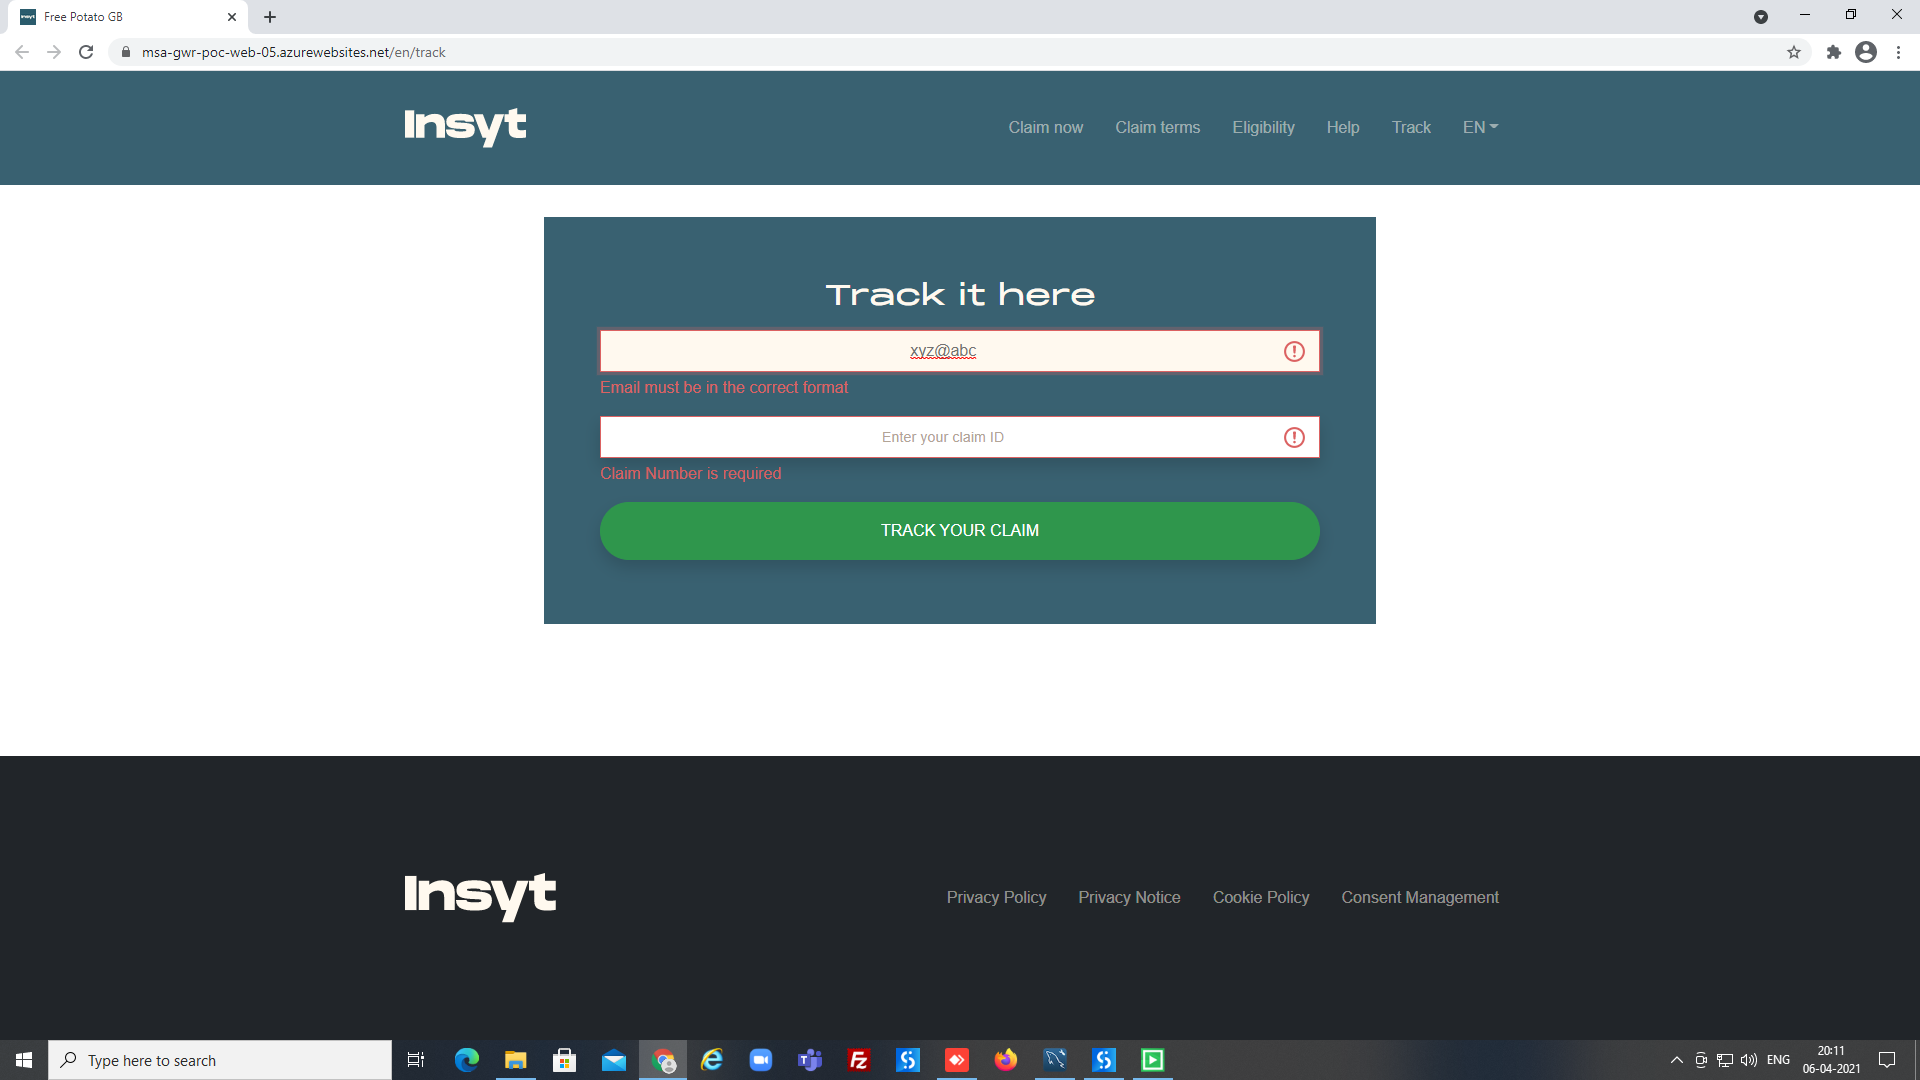 Free Potato GB
msa-gwr-poc-web-05.azurewebsites.net/en/track
Insyt
Claim now
Claim terms
Eligibility
Help
Track
EN
Track it here
xyz@abc
Email must be in the correct format
Enter your claim ID
Claim Number is required
TRACK YOUR CLAIM
Insyt
Privacy Policy
Privacy Notice
Cookie Policy
Consent Management
Type here to search
ENG
20:11
06-04-2021